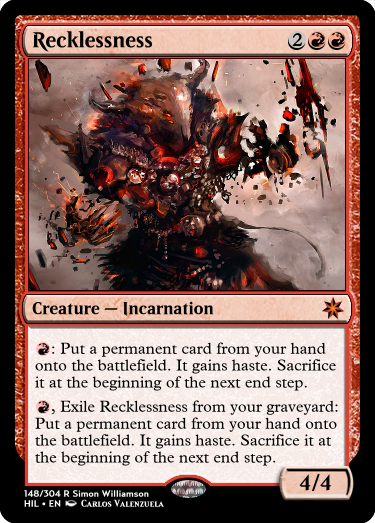 Recklessness 2
Creature — Incarnation
: Put a permanent card from your hand
onto the battlefield. It gains haste. Sacrifice
it at the beginning of the next end step.
, Exile Recklessness from your graveyard:
Put a permanent card from your hand onto
the battlefield. It gains haste. Sacrifice it at
the beginning of the next end step.
4/4
148/304 R Simon Williamson
HIL • EN Carlos Valenzuela